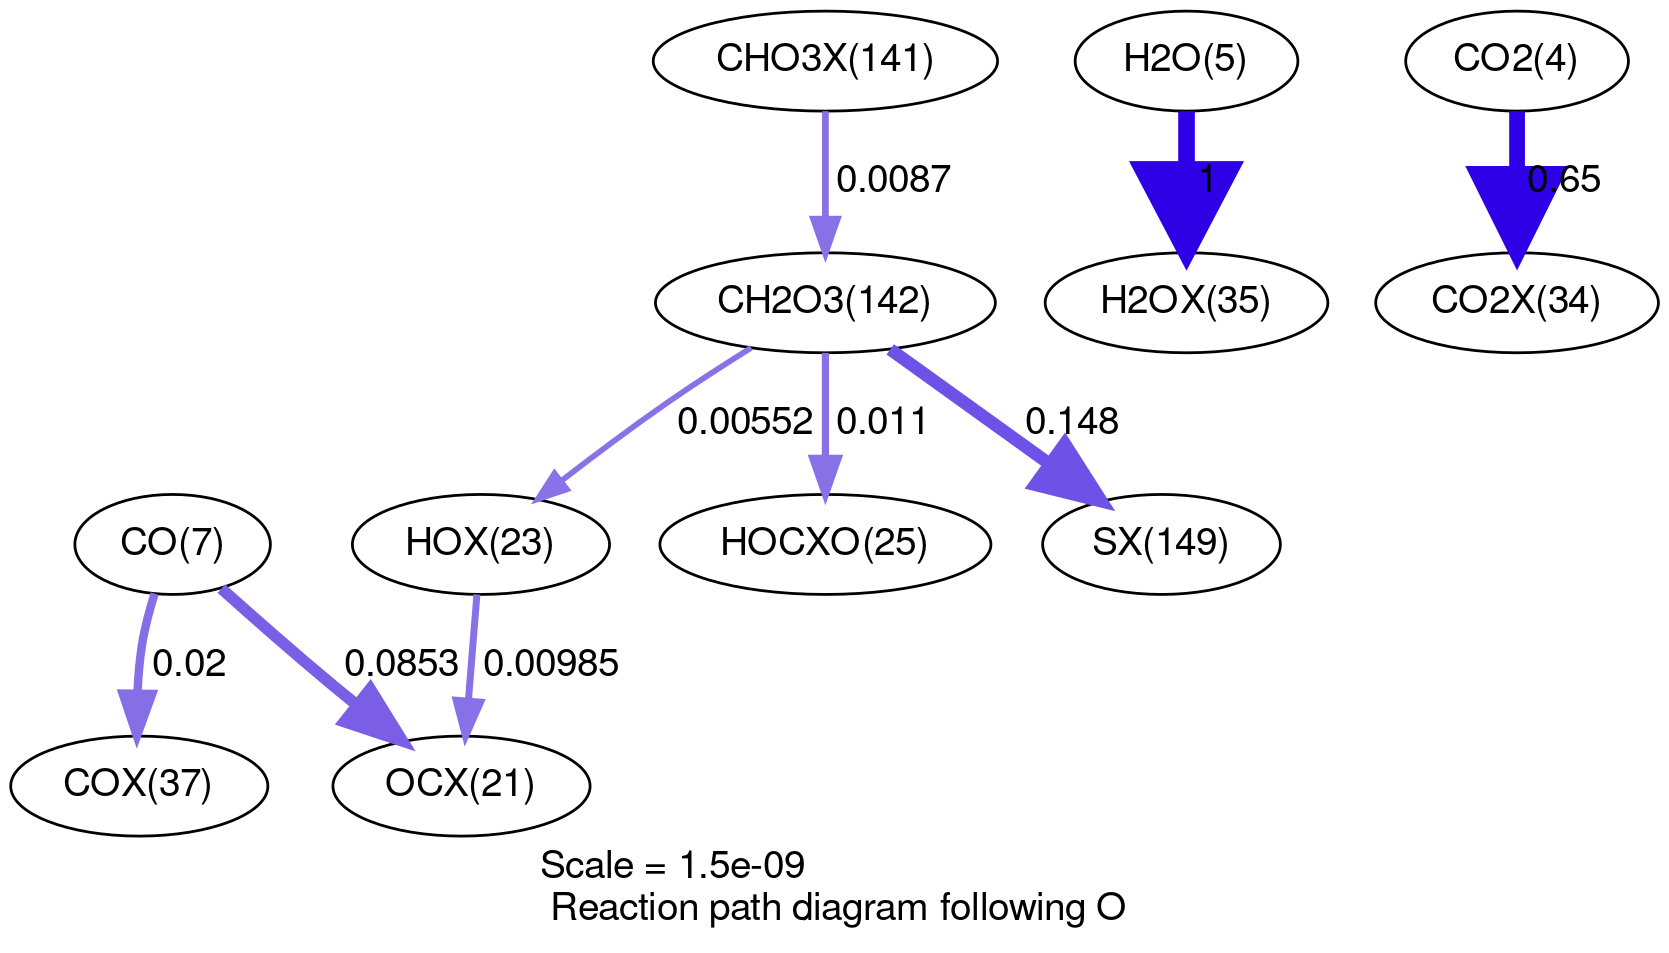 CHO3X(141)
H2O(5)
CO2(4)
0.0087
1
0.65
CH2O3(142)
H2OX(35)
CO2X(34)
0.00552
0.011
0.148
CO(7)
HOX(23)
HOCXO(25)
SX(149)
0.02
0.0853
0.00985
COX(37)
OCX(21)
Scale = 1.5e-09
Reaction path diagram following O